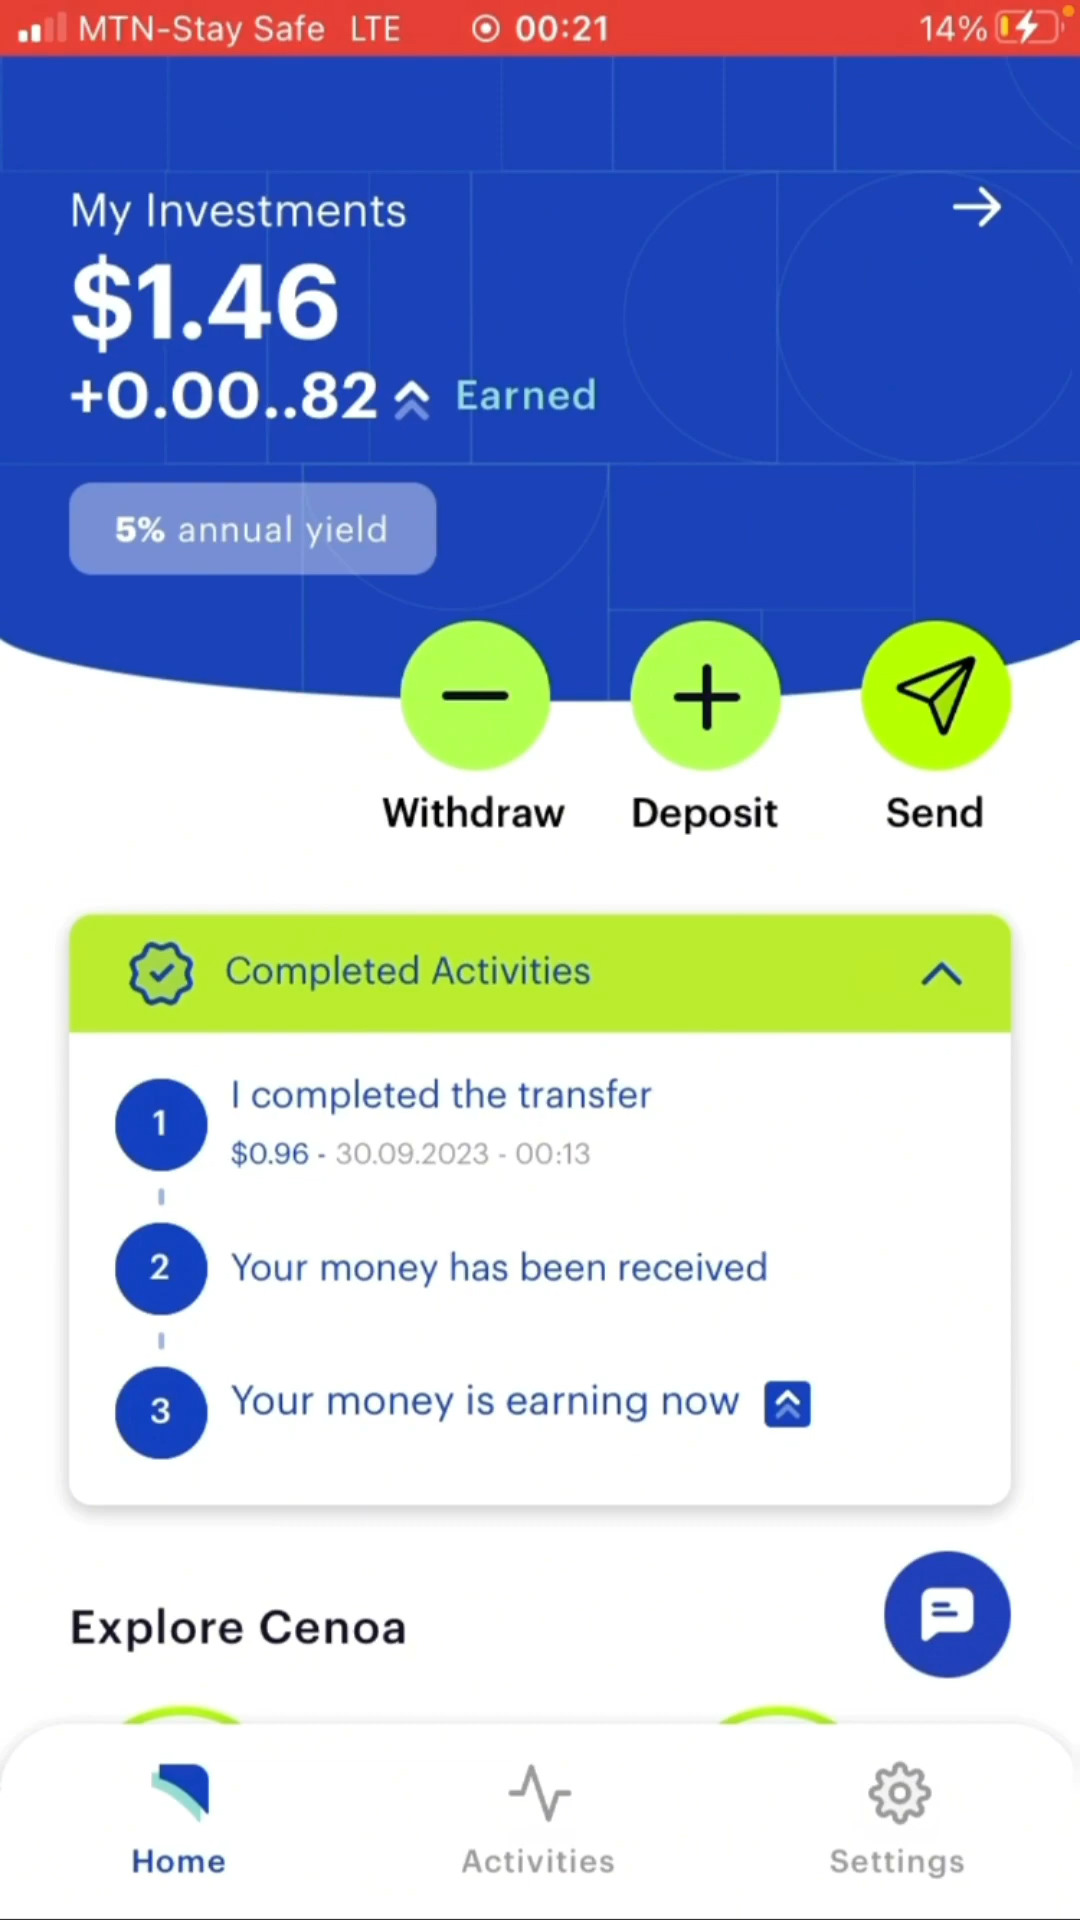 MTN-Stay Safe LTE 00:21 14%
My Investments
$1.46
+0.00..82 Earned
5% annual yield
Withdraw Deposit Send
Completed Activities
1 I completed the transfer
$0.96 - 30.09.2023 - 00:13
2 Your money has been received
3 Your money is earning now
Explore Cenoa
Home Activities Settings